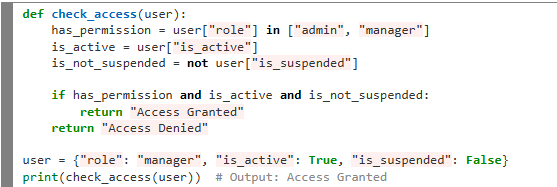 def check_access(user):
    has_permission = user["role"] in ["admin", "manager"]
    is_active = user["is_active"]
    is_not_suspended = not user["is_suspended"]

    if has_permission and is_active and is_not_suspended:
        return "Access Granted"
    return "Access Denied"

user = {"role": "manager", "is_active": True, "is_suspended": False}
print(check_access(user))  # Output: Access Granted